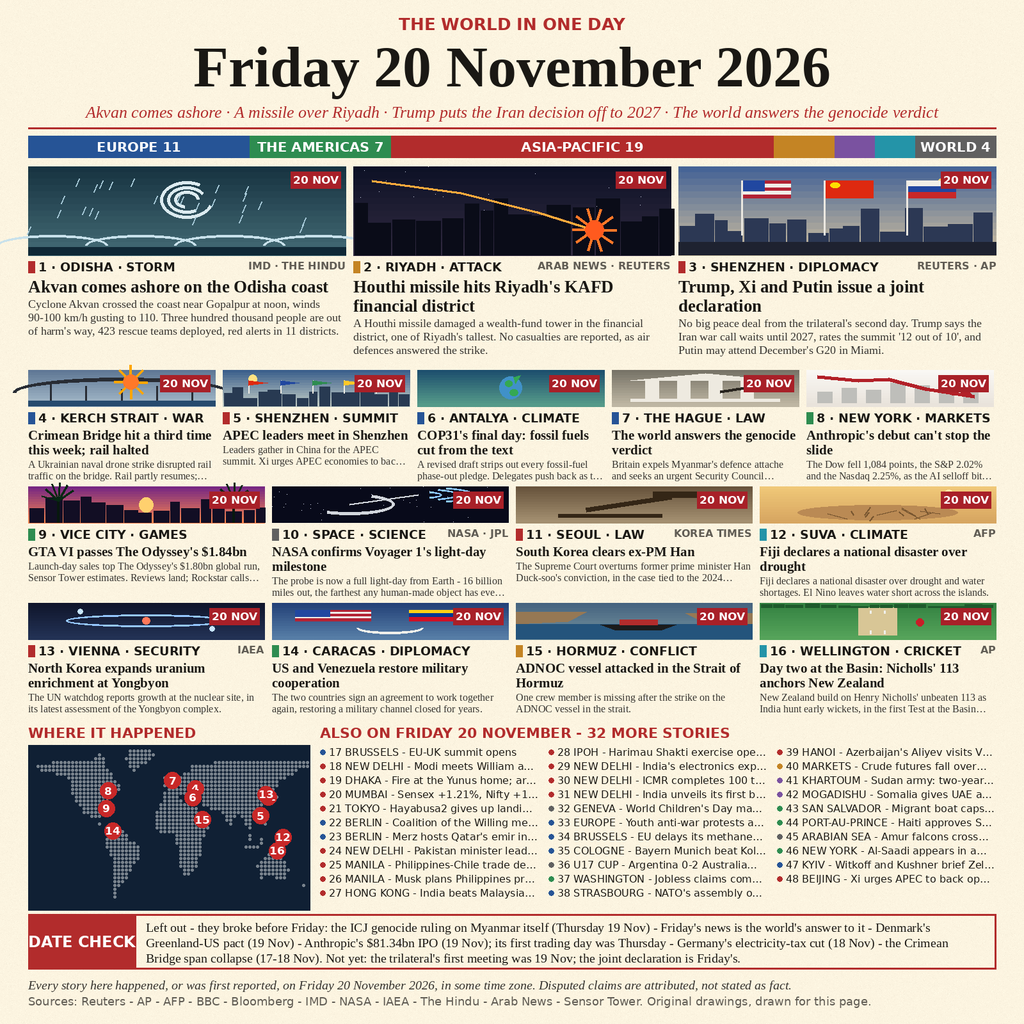 THE WORLD IN ONE DAY
Friday 20 November 2026
Akvan comes ashore · A missile over Riyadh · Trump puts the Iran decision off to 2027 · The world answers the genocide verdict
EUROPE 11
THE AMERICAS 7
ASIA-PACIFIC 19
WORLD 4
20 NOV
1 · ODISHA · STORM
IMD · THE HINDU
Akvan comes ashore on the Odisha coast
Cyclone Akvan crossed the coast near Gopalpur at noon, winds
90-100 km/h gusting to 110. Three hundred thousand people are out
of harm's way, 423 rescue teams deployed, red alerts in 11 districts.
20 NOV
2 · RIYADH · ATTACK
ARAB NEWS · REUTERS
Houthi missile hits Riyadh's KAFD
financial district
A Houthi missile damaged a wealth-fund tower in the financial
district, one of Riyadh's tallest. No casualties are reported, as air
defences answered the strike.
20 NOV
3 · SHENZHEN · DIPLOMACY
REUTERS · AP
Trump, Xi and Putin issue a joint
declaration
No big peace deal from the trilateral's second day. Trump says the
Iran war call waits until 2027, rates the summit '12 out of 10', and
Putin may attend December's G20 in Miami.
20 NOV
4 · KERCH STRAIT · WAR
Crimean Bridge hit a third time
this week; rail halted
A Ukrainian naval drone strike disrupted rail
traffic on the bridge. Rail partly resumes;…
20 NOV
5 · SHENZHEN · SUMMIT
APEC leaders meet in Shenzhen
Leaders gather in China for the APEC
summit. Xi urges APEC economies to bac…
20 NOV
6 · ANTALYA · CLIMATE
COP31's final day: fossil fuels
cut from the text
A revised draft strips out every fossil-fuel
phase-out pledge. Delegates push back as t…
20 NOV
7 · THE HAGUE · LAW
The world answers the genocide
verdict
Britain expels Myanmar's defence attache
and seeks an urgent Security Council…
20 NOV
8 · NEW YORK · MARKETS
Anthropic's debut can't stop the
slide
The Dow fell 1,084 points, the S&P 2.02%
and the Nasdaq 2.25%, as the AI selloff bit…
20 NOV
9 · VICE CITY · GAMES
GTA VI passes The Odyssey's $1.84bn
Launch-day sales top The Odyssey's $1.80bn global run,
Sensor Tower estimates. Reviews land; Rockstar calls…
20 NOV
10 · SPACE · SCIENCE
NASA · JPL
NASA confirms Voyager 1's light-day
milestone
The probe is now a full light-day from Earth - 16 billion
miles out, the farthest any human-made object has eve…
20 NOV
11 · SEOUL · LAW
KOREA TIMES
South Korea clears ex-PM Han
The Supreme Court overturns former prime minister Han
Duck-soo's conviction, in the case tied to the 2024…
20 NOV
12 · SUVA · CLIMATE
AFP
Fiji declares a national disaster over
drought
Fiji declares a national disaster over drought and water
shortages. El Nino leaves water short across the islands.
20 NOV
13 · VIENNA · SECURITY
IAEA
North Korea expands uranium
enrichment at Yongbyon
The UN watchdog reports growth at the nuclear site, in
its latest assessment of the Yongbyon complex.
20 NOV
14 · CARACAS · DIPLOMACY
US and Venezuela restore military
cooperation
The two countries sign an agreement to work together
again, restoring a military channel closed for years.
20 NOV
15 · HORMUZ · CONFLICT
ADNOC vessel attacked in the Strait of
Hormuz
One crew member is missing after the strike on the
ADNOC vessel in the strait.
20 NOV
16 · WELLINGTON · CRICKET
AP
Day two at the Basin: Nicholls' 113
anchors New Zealand
New Zealand build on Henry Nicholls' unbeaten 113 as
India hunt early wickets, in the first Test at the Basin…
WHERE IT HAPPENED
7
4
6
8
9
13
15
5
14
12
16
ALSO ON FRIDAY 20 NOVEMBER - 32 MORE STORIES
17 BRUSSELS - EU-UK summit opens
18 NEW DELHI - Modi meets William a…
19 DHAKA - Fire at the Yunus home; ar…
20 MUMBAI - Sensex +1.21%, Nifty +1…
21 TOKYO - Hayabusa2 gives up landi…
22 BERLIN - Coalition of the Willing me…
23 BERLIN - Merz hosts Qatar's emir in…
24 NEW DELHI - Pakistan minister lead…
25 MANILA - Philippines-Chile trade de…
26 MANILA - Musk plans Philippines pr…
27 HONG KONG - India beats Malaysia…
28 IPOH - Harimau Shakti exercise ope…
29 NEW DELHI - India's electronics exp…
30 NEW DELHI - ICMR completes 100 t…
31 NEW DELHI - India unveils its first b…
32 GENEVA - World Children's Day ma…
33 EUROPE - Youth anti-war protests a…
34 BRUSSELS - EU delays its methane…
35 COLOGNE - Bayern Munich beat Kol…
36 U17 CUP - Argentina 0-2 Australia…
37 WASHINGTON - Jobless claims com…
38 STRASBOURG - NATO's assembly o…
39 HANOI - Azerbaijan's Aliyev visits V…
40 MARKETS - Crude futures fall over…
41 KHARTOUM - Sudan army: two-year…
42 MOGADISHU - Somalia gives UAE a…
43 SAN SALVADOR - Migrant boat caps…
44 PORT-AU-PRINCE - Haiti approves S…
45 ARABIAN SEA - Amur falcons cross…
46 NEW YORK - Al-Saadi appears in a…
47 KYIV - Witkoff and Kushner brief Zel…
48 BEIJING - Xi urges APEC to back op…
DATE CHECK
Left out - they broke before Friday: the ICJ genocide ruling on Myanmar itself (Thursday 19 Nov) - Friday's news is the world's answer to it - Denmark's
Greenland-US pact (19 Nov) - Anthropic's $81.34bn IPO (19 Nov); its first trading day was Thursday - Germany's electricity-tax cut (18 Nov) - the Crimean
Bridge span collapse (17-18 Nov). Not yet: the trilateral's first meeting was 19 Nov; the joint declaration is Friday's.
Every story here happened, or was first reported, on Friday 20 November 2026, in some time zone. Disputed claims are attributed, not stated as fact.
Sources: Reuters - AP - AFP - BBC - Bloomberg - IMD - NASA - IAEA - The Hindu - Arab News - Sensor Tower. Original drawings, drawn for this page.